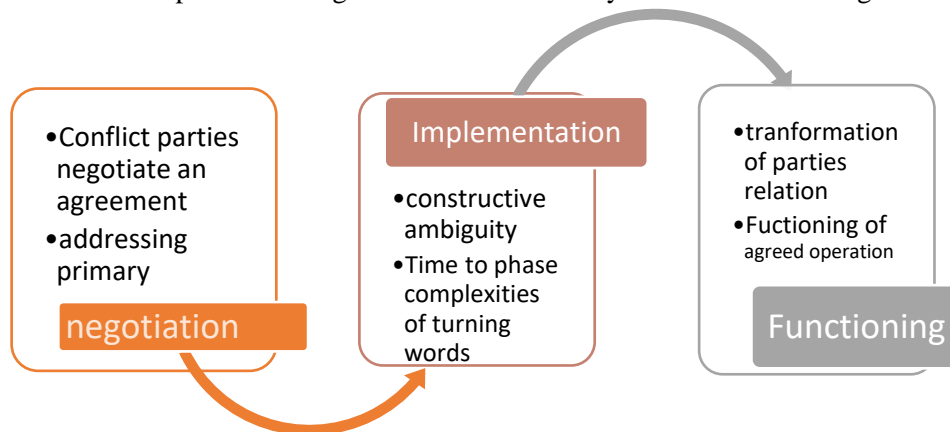 •Conflict parties
negotiate an
agreement
•addressing
primary
negotiation
Implementation
•constructive
ambiguity
•Time to phase
complexities
of turning
words
•tranformation
of parties
relation
•Fuctioning of
agreed operation
Functioning